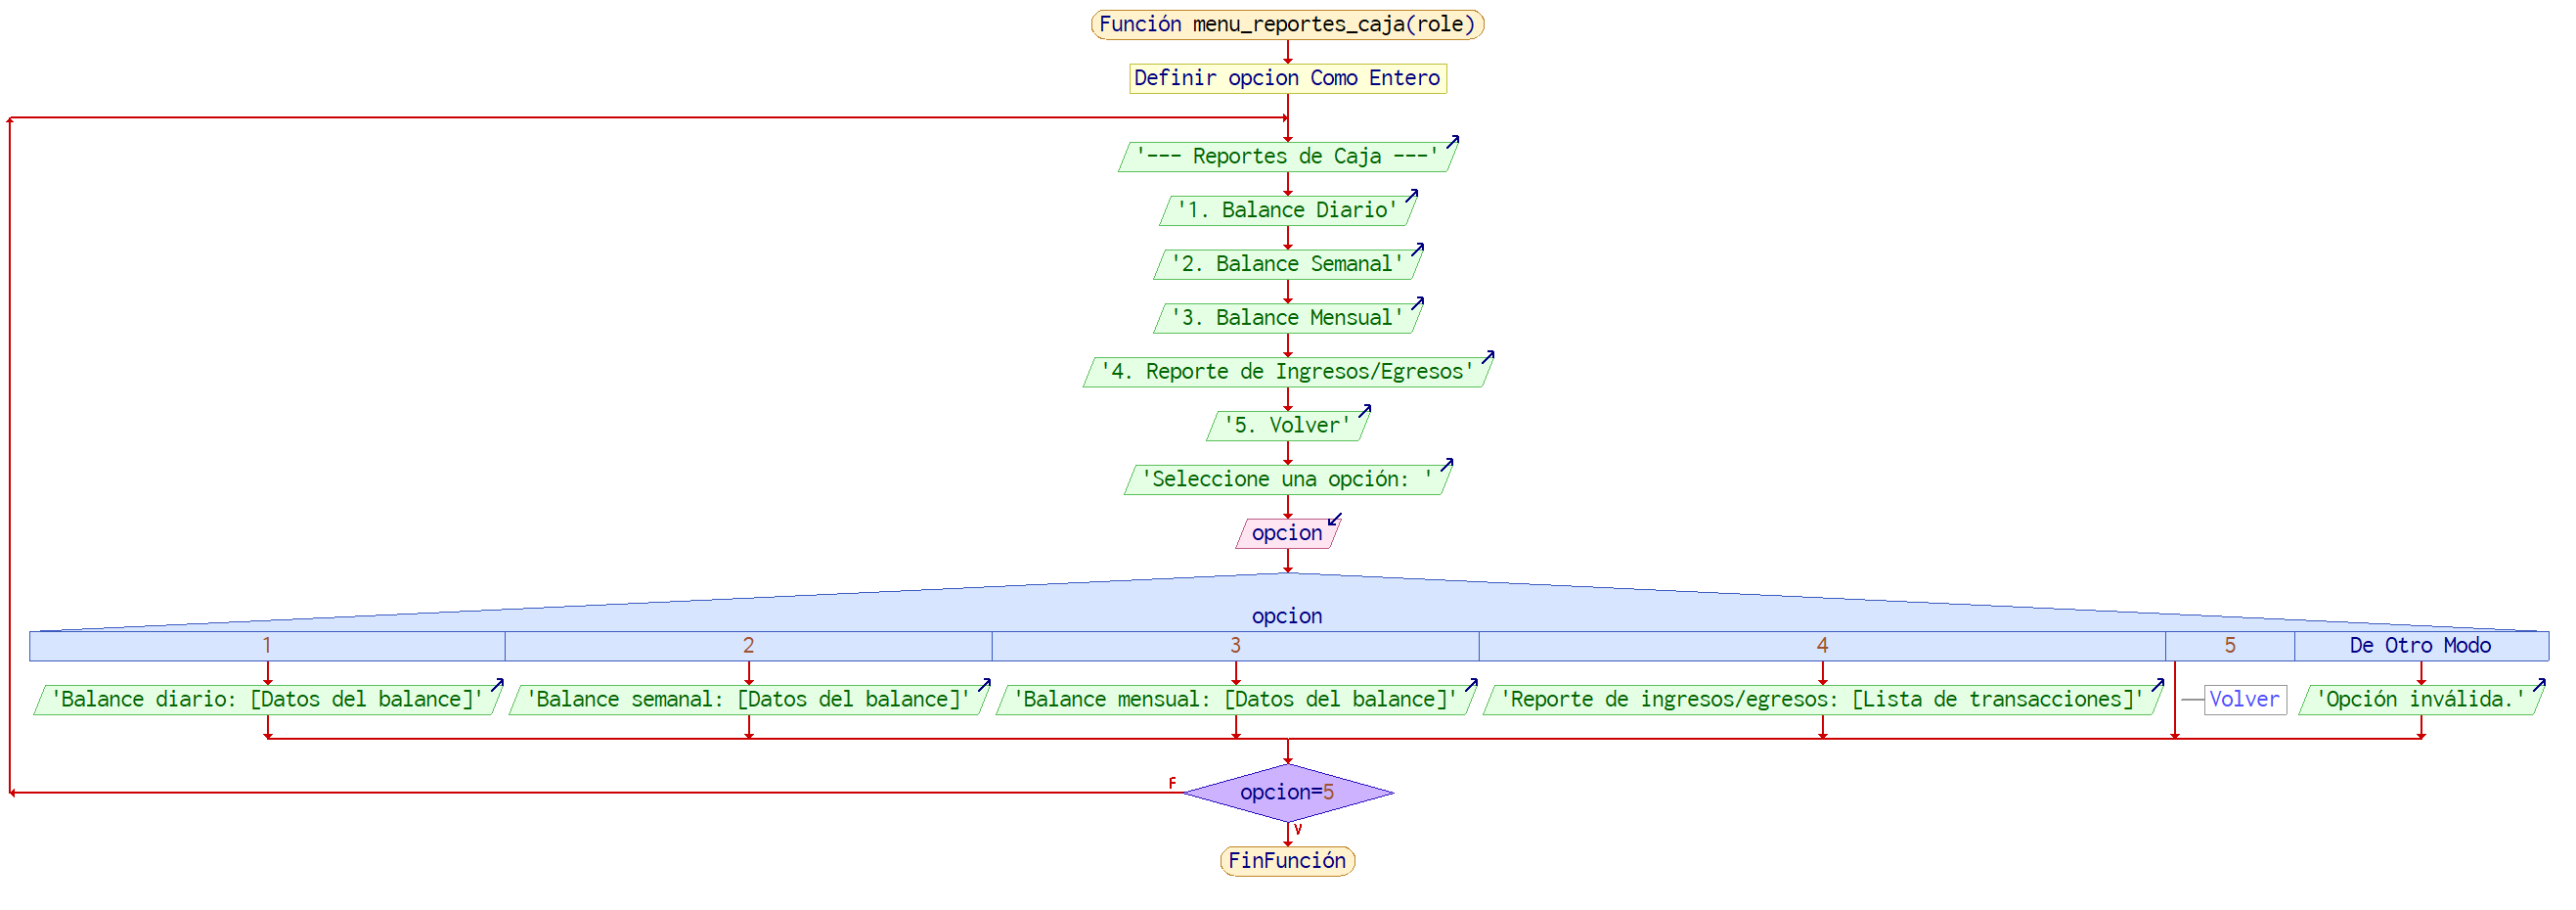 Función menu_reportes_caja(role)
Definir opcion Como Entero
'--- Reportes de Caja ---'
'1. Balance Diario'
'2. Balance Semanal'
'3. Balance Mensual'
'4. Reporte de Ingresos/Egresos'
'5. Volver'
'Seleccione una opción: '
opcion
opcion
1 2 3 4 5 De Otro Modo
'Balance diario: [Datos del balance]' 'Balance semanal: [Datos del balance]' 'Balance mensual: [Datos del balance]' 'Reporte de ingresos/egresos: [Lista de transacciones]' Volver 'Opción inválida.'
F
opcion=5
V
FinFunción